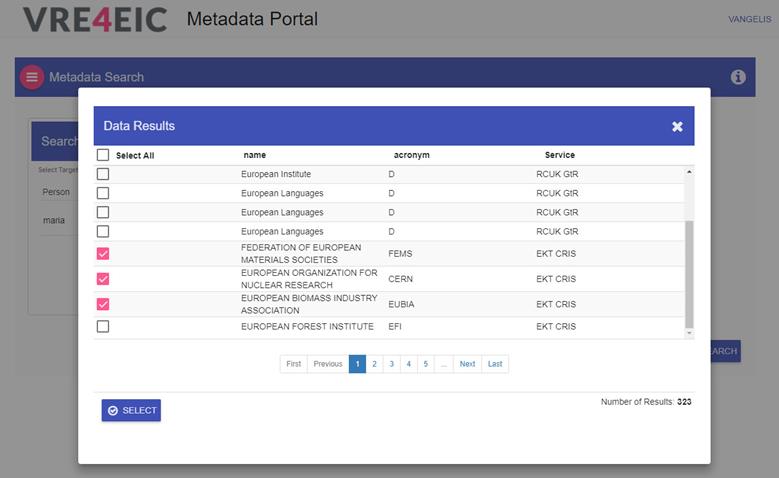 VRE4EIC Metadata Portal VANGELIS
Metadata Search
Search
Data Results
Select Target
Select All name acronym Service
Person
European Institute D RCUK GtR
European Languages D RCUK GtR
maria
European Languages D RCUK GtR
European Languages D RCUK GtR
FEDERATION OF EUROPEAN
MATERIALS SOCIETIES FEMS EKT CRIS
EUROPEAN ORGANIZATION FOR
NUCLEAR RESEARCH CERN EKT CRIS
EUROPEAN BIOMASS INDUSTRY
ASSOCIATION EUBIA EKT CRIS
EUROPEAN FOREST INSTITUTE EFI EKT CRIS
First Previous 1 2 3 4 5 ... Next Last
ARCH
SELECT
Number of Results: 323